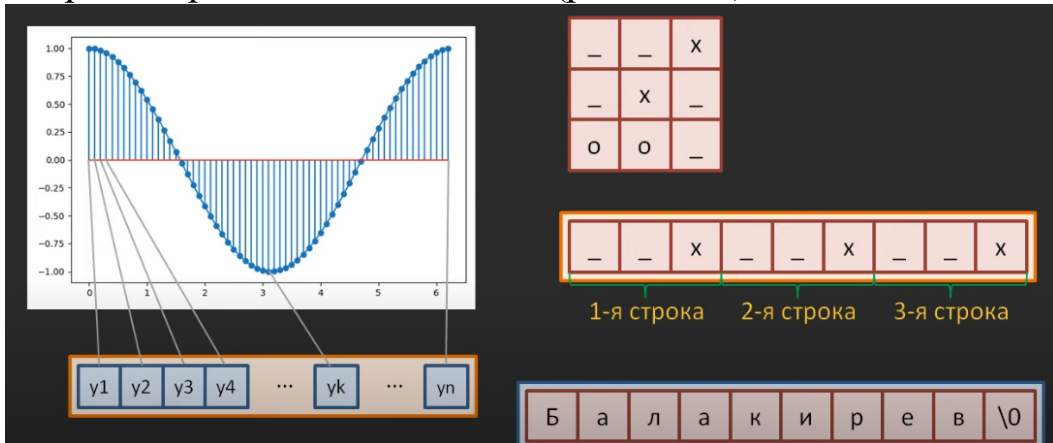 1.00
0.75
0.50
0.25
0.00
−0.25
−0.50
−0.75
−1.00
0 1 2 3 4 5 6
y1 y2 y3 y4 ... yk ... yn
_ _ x
_ x _
o o _
_ _ x _ _ x _ _ x
1-я строка 2-я строка 3-я строка
Б а л а к и р е в \0